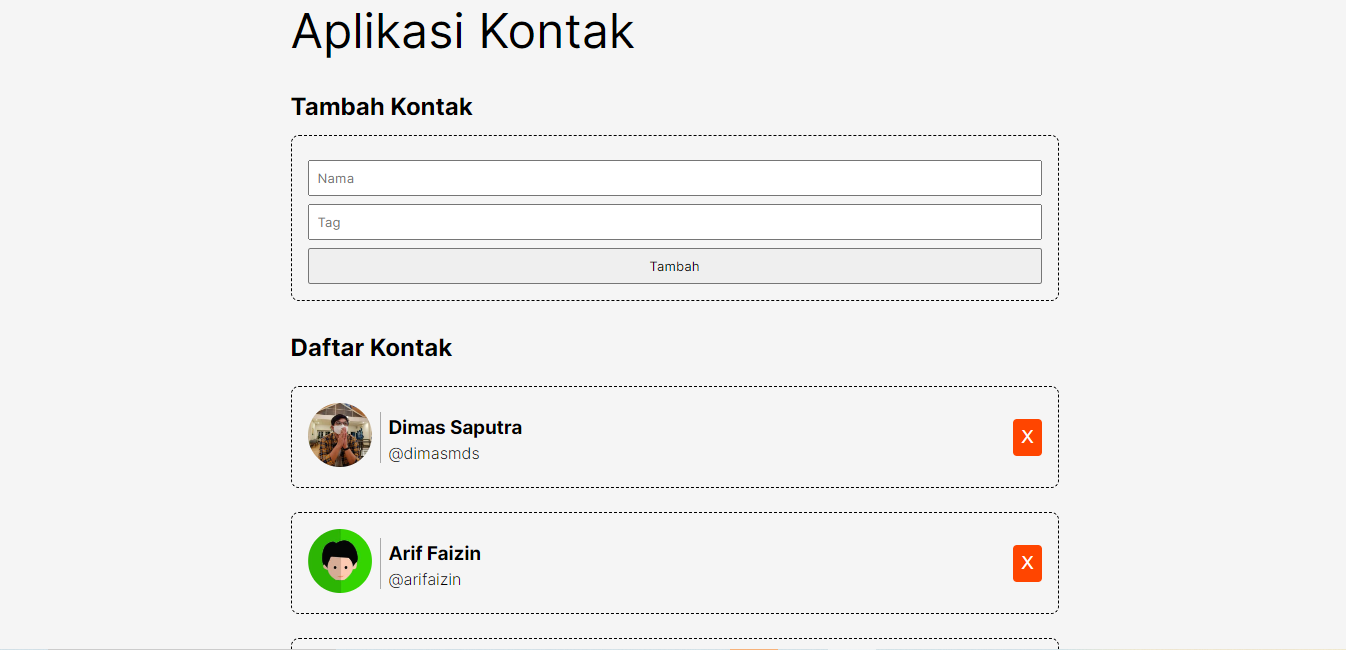 Aplikasi Kontak
Tambah Kontak
Nama
Tag
Tambah
Daftar Kontak
Dimas Saputra
@dimasmds
X
Arif Faizin
@arifaizin
X